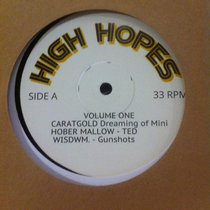 HIGH HOPES
SIDE A
33 RPM
VOLUME ONE
CARATGOLD Dreaming of Mini
HOBER MALLOW - TED
WISDWM. - Gunshots